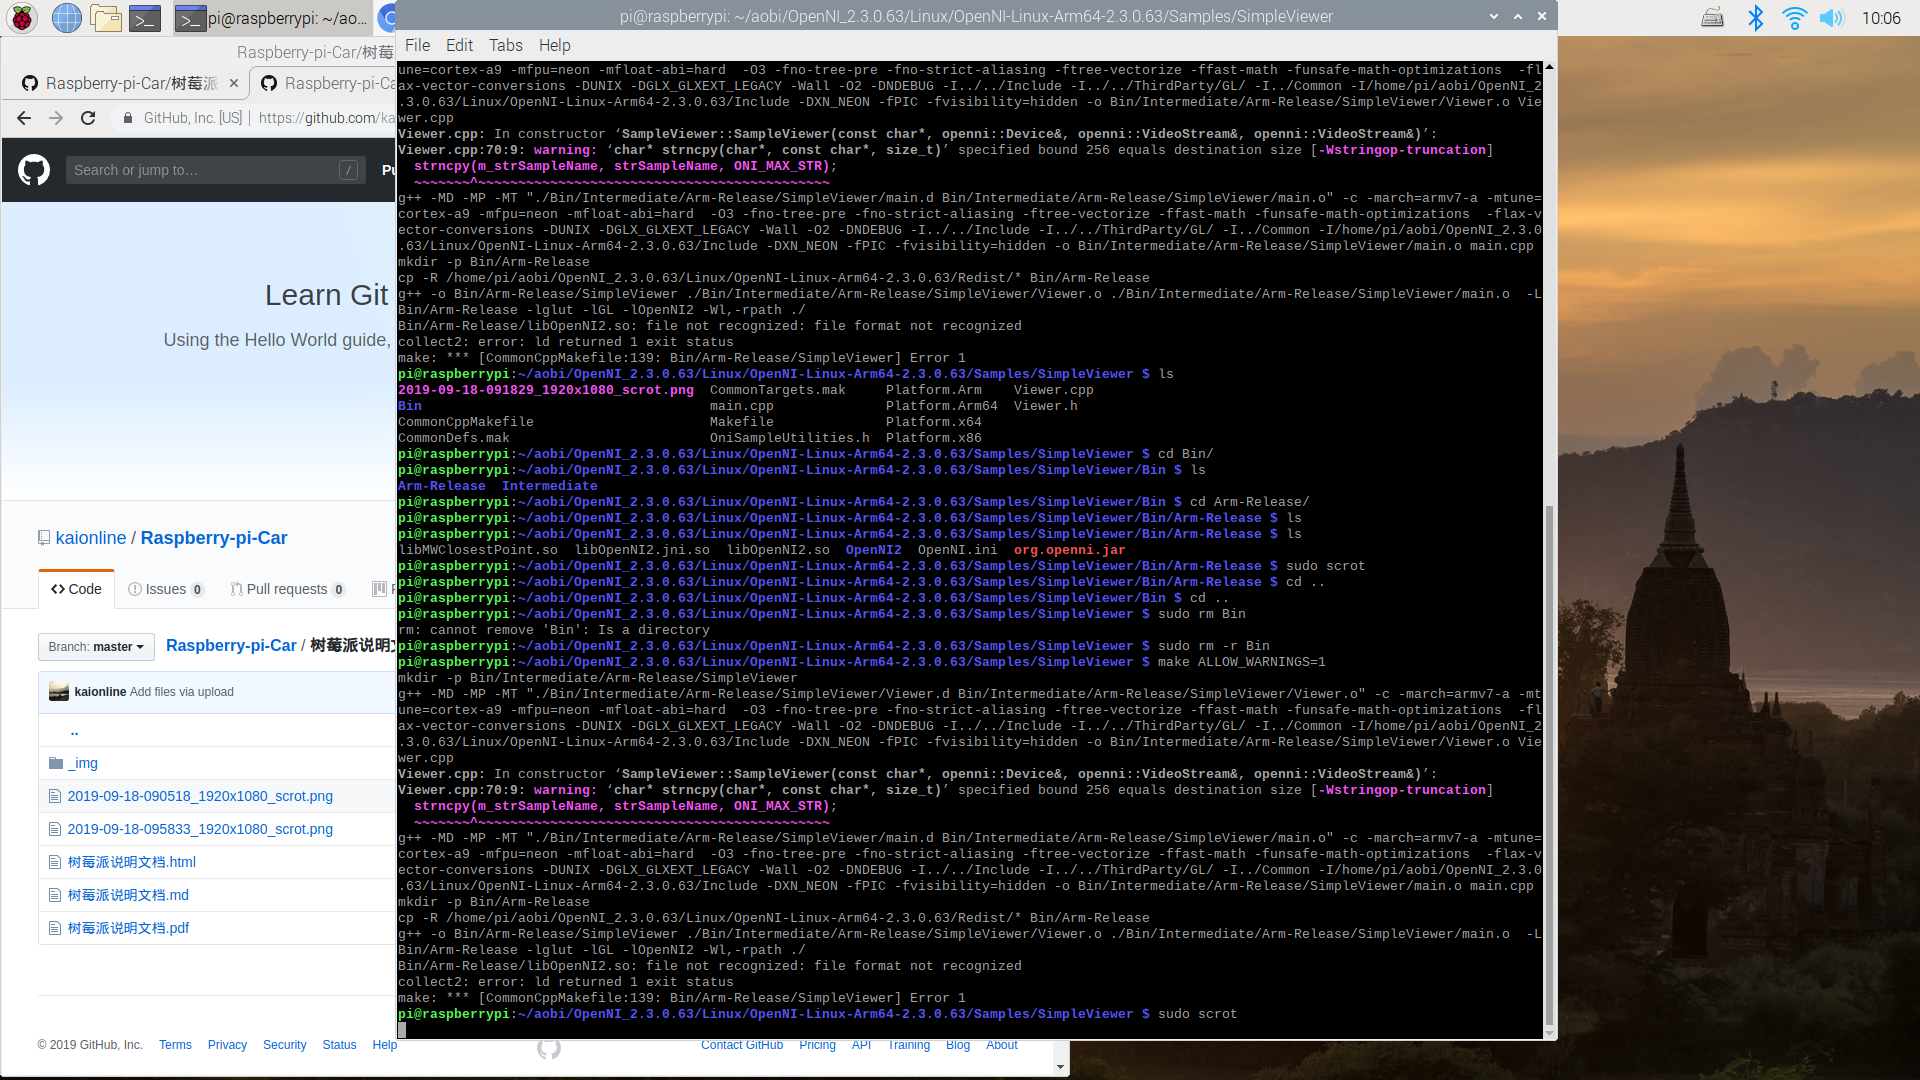 pi@raspberrypi: ~/ao...
pi@raspberrypi: ~/aobi/OpenNI_2.3.0.63/Linux/OpenNI-Linux-Arm64-2.3.0.63/Samples/SimpleViewer
10:06
File Edit Tabs Help
Raspberry-pi-Car/树莓
Raspberry-pi-Car/树莓派
Raspberry-pi-Ca
GitHub, Inc. [US] | https://github.com/ka
Search or jump to… /
Pu
Learn Git
Using the Hello World guide,
kaionline / Raspberry-pi-Car
Code Issues 0 Pull requests 0
Branch: master Raspberry-pi-Car / 树莓派说明文
kaionline Add files via upload
..
_img
2019-09-18-090518_1920x1080_scrot.png
2019-09-18-095833_1920x1080_scrot.png
树莓派说明文档.html
树莓派说明文档.md
树莓派说明文档.pdf
© 2019 GitHub, Inc. Terms Privacy Security Status Help
Contact GitHub Pricing API Training Blog About
une=cortex-a9 -mfpu=neon -mfloat-abi=hard  -O3 -fno-tree-pre -fno-strict-aliasing -ftree-vectorize -ffast-math -funsafe-math-optimizations  -fl
ax-vector-conversions -DUNIX -DGLX_GLXEXT_LEGACY -Wall -O2 -DNDEBUG -I../../Include -I../../ThirdParty/GL/ -I../Common -I/home/pi/aobi/OpenNI_2
.3.0.63/Linux/OpenNI-Linux-Arm64-2.3.0.63/Include -DXN_NEON -fPIC -fvisibility=hidden -o Bin/Intermediate/Arm-Release/SimpleViewer/Viewer.o Vie
wer.cpp
Viewer.cpp: In constructor ‘SampleViewer::SampleViewer(const char*, openni::Device&, openni::VideoStream&, openni::VideoStream&)’:
Viewer.cpp:70:9: warning: ‘char* strncpy(char*, const char*, size_t)’ specified bound 256 equals destination size [-Wstringop-truncation]
  strncpy(m_strSampleName, strSampleName, ONI_MAX_STR);
  ~~~~~~~^~~~~~~~~~~~~~~~~~~~~~~~~~~~~~~~~~~~~~~~~~~~~
g++ -MD -MP -MT "./Bin/Intermediate/Arm-Release/SimpleViewer/main.d Bin/Intermediate/Arm-Release/SimpleViewer/main.o" -c -march=armv7-a -mtune=
cortex-a9 -mfpu=neon -mfloat-abi=hard  -O3 -fno-tree-pre -fno-strict-aliasing -ftree-vectorize -ffast-math -funsafe-math-optimizations  -flax-v
ector-conversions -DUNIX -DGLX_GLXEXT_LEGACY -Wall -O2 -DNDEBUG -I../../Include -I../../ThirdParty/GL/ -I../Common -I/home/pi/aobi/OpenNI_2.3.0
.63/Linux/OpenNI-Linux-Arm64-2.3.0.63/Include -DXN_NEON -fPIC -fvisibility=hidden -o Bin/Intermediate/Arm-Release/SimpleViewer/main.o main.cpp
mkdir -p Bin/Arm-Release
cp -R /home/pi/aobi/OpenNI_2.3.0.63/Linux/OpenNI-Linux-Arm64-2.3.0.63/Redist/* Bin/Arm-Release
g++ -o Bin/Arm-Release/SimpleViewer ./Bin/Intermediate/Arm-Release/SimpleViewer/Viewer.o ./Bin/Intermediate/Arm-Release/SimpleViewer/main.o  -L
Bin/Arm-Release -lglut -lGL -lOpenNI2 -Wl,-rpath ./
Bin/Arm-Release/libOpenNI2.so: file not recognized: file format not recognized
collect2: error: ld returned 1 exit status
make: *** [CommonCppMakefile:139: Bin/Arm-Release/SimpleViewer] Error 1
pi@raspberrypi:~/aobi/OpenNI_2.3.0.63/Linux/OpenNI-Linux-Arm64-2.3.0.63/Samples/SimpleViewer $ ls
2019-09-18-091829_1920x1080_scrot.png  CommonTargets.mak     Platform.Arm    Viewer.cpp
Bin                                    main.cpp              Platform.Arm64  Viewer.h
CommonCppMakefile                      Makefile              Platform.x64
CommonDefs.mak                         OniSampleUtilities.h  Platform.x86
pi@raspberrypi:~/aobi/OpenNI_2.3.0.63/Linux/OpenNI-Linux-Arm64-2.3.0.63/Samples/SimpleViewer $ cd Bin/
pi@raspberrypi:~/aobi/OpenNI_2.3.0.63/Linux/OpenNI-Linux-Arm64-2.3.0.63/Samples/SimpleViewer/Bin $ ls
Arm-Release  Intermediate
pi@raspberrypi:~/aobi/OpenNI_2.3.0.63/Linux/OpenNI-Linux-Arm64-2.3.0.63/Samples/SimpleViewer/Bin $ cd Arm-Release/
pi@raspberrypi:~/aobi/OpenNI_2.3.0.63/Linux/OpenNI-Linux-Arm64-2.3.0.63/Samples/SimpleViewer/Bin/Arm-Release $ ls
pi@raspberrypi:~/aobi/OpenNI_2.3.0.63/Linux/OpenNI-Linux-Arm64-2.3.0.63/Samples/SimpleViewer/Bin/Arm-Release $ ls
libMWClosestPoint.so  libOpenNI2.jni.so  libOpenNI2.so  OpenNI2  OpenNI.ini  org.openni.jar
pi@raspberrypi:~/aobi/OpenNI_2.3.0.63/Linux/OpenNI-Linux-Arm64-2.3.0.63/Samples/SimpleViewer/Bin/Arm-Release $ sudo scrot
pi@raspberrypi:~/aobi/OpenNI_2.3.0.63/Linux/OpenNI-Linux-Arm64-2.3.0.63/Samples/SimpleViewer/Bin/Arm-Release $ cd ..
pi@raspberrypi:~/aobi/OpenNI_2.3.0.63/Linux/OpenNI-Linux-Arm64-2.3.0.63/Samples/SimpleViewer/Bin $ cd ..
pi@raspberrypi:~/aobi/OpenNI_2.3.0.63/Linux/OpenNI-Linux-Arm64-2.3.0.63/Samples/SimpleViewer $ sudo rm Bin
rm: cannot remove 'Bin': Is a directory
pi@raspberrypi:~/aobi/OpenNI_2.3.0.63/Linux/OpenNI-Linux-Arm64-2.3.0.63/Samples/SimpleViewer $ sudo rm -r Bin
pi@raspberrypi:~/aobi/OpenNI_2.3.0.63/Linux/OpenNI-Linux-Arm64-2.3.0.63/Samples/SimpleViewer $ make ALLOW_WARNINGS=1
mkdir -p Bin/Intermediate/Arm-Release/SimpleViewer
g++ -MD -MP -MT "./Bin/Intermediate/Arm-Release/SimpleViewer/Viewer.d Bin/Intermediate/Arm-Release/SimpleViewer/Viewer.o" -c -march=armv7-a -mt
une=cortex-a9 -mfpu=neon -mfloat-abi=hard  -O3 -fno-tree-pre -fno-strict-aliasing -ftree-vectorize -ffast-math -funsafe-math-optimizations  -fl
ax-vector-conversions -DUNIX -DGLX_GLXEXT_LEGACY -Wall -O2 -DNDEBUG -I../../Include -I../../ThirdParty/GL/ -I../Common -I/home/pi/aobi/OpenNI_2
.3.0.63/Linux/OpenNI-Linux-Arm64-2.3.0.63/Include -DXN_NEON -fPIC -fvisibility=hidden -o Bin/Intermediate/Arm-Release/SimpleViewer/Viewer.o Vie
wer.cpp
Viewer.cpp: In constructor ‘SampleViewer::SampleViewer(const char*, openni::Device&, openni::VideoStream&, openni::VideoStream&)’:
Viewer.cpp:70:9: warning: ‘char* strncpy(char*, const char*, size_t)’ specified bound 256 equals destination size [-Wstringop-truncation]
  strncpy(m_strSampleName, strSampleName, ONI_MAX_STR);
  ~~~~~~~^~~~~~~~~~~~~~~~~~~~~~~~~~~~~~~~~~~~~~~~~~~~~
g++ -MD -MP -MT "./Bin/Intermediate/Arm-Release/SimpleViewer/main.d Bin/Intermediate/Arm-Release/SimpleViewer/main.o" -c -march=armv7-a -mtune=
cortex-a9 -mfpu=neon -mfloat-abi=hard  -O3 -fno-tree-pre -fno-strict-aliasing -ftree-vectorize -ffast-math -funsafe-math-optimizations  -flax-v
ector-conversions -DUNIX -DGLX_GLXEXT_LEGACY -Wall -O2 -DNDEBUG -I../../Include -I../../ThirdParty/GL/ -I../Common -I/home/pi/aobi/OpenNI_2.3.0
.63/Linux/OpenNI-Linux-Arm64-2.3.0.63/Include -DXN_NEON -fPIC -fvisibility=hidden -o Bin/Intermediate/Arm-Release/SimpleViewer/main.o main.cpp
mkdir -p Bin/Arm-Release
cp -R /home/pi/aobi/OpenNI_2.3.0.63/Linux/OpenNI-Linux-Arm64-2.3.0.63/Redist/* Bin/Arm-Release
g++ -o Bin/Arm-Release/SimpleViewer ./Bin/Intermediate/Arm-Release/SimpleViewer/Viewer.o ./Bin/Intermediate/Arm-Release/SimpleViewer/main.o  -L
Bin/Arm-Release -lglut -lGL -lOpenNI2 -Wl,-rpath ./
Bin/Arm-Release/libOpenNI2.so: file not recognized: file format not recognized
collect2: error: ld returned 1 exit status
make: *** [CommonCppMakefile:139: Bin/Arm-Release/SimpleViewer] Error 1
pi@raspberrypi:~/aobi/OpenNI_2.3.0.63/Linux/OpenNI-Linux-Arm64-2.3.0.63/Samples/SimpleViewer $ sudo scrot